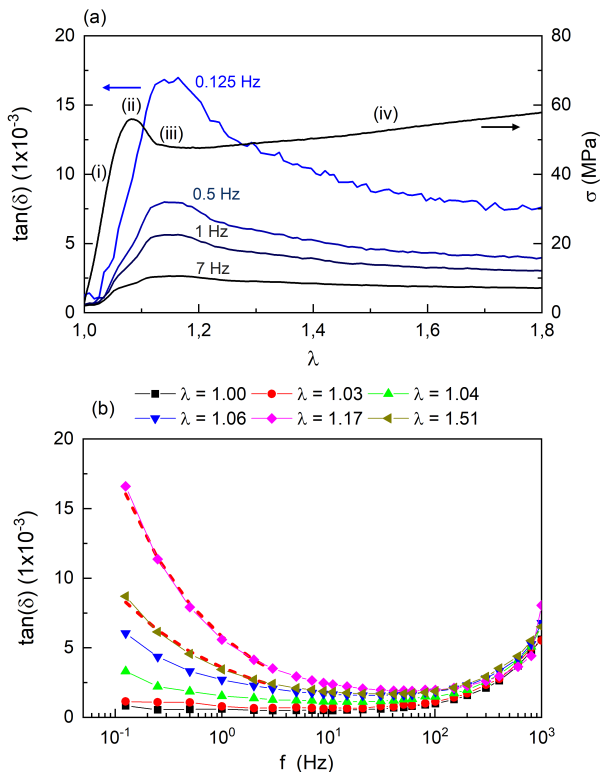 (a)
20 80
(ii) 0.125 Hz
(iv)
15 60
(iii)
(i)
10 40
0.5 Hz
5 20
1 Hz
7 Hz
0 0
1,0 1,2 1,4 1,6 1,8
λ
tan(δ) (1x10⁻³)
σ (MPa)
λ = 1.00 λ = 1.03 λ = 1.04
(b) λ = 1.06 λ = 1.17 λ = 1.51
20
15
10
5
0
10⁻¹ 10⁰ 10¹ 10² 10³
f (Hz)
tan(δ) (1x10⁻³)